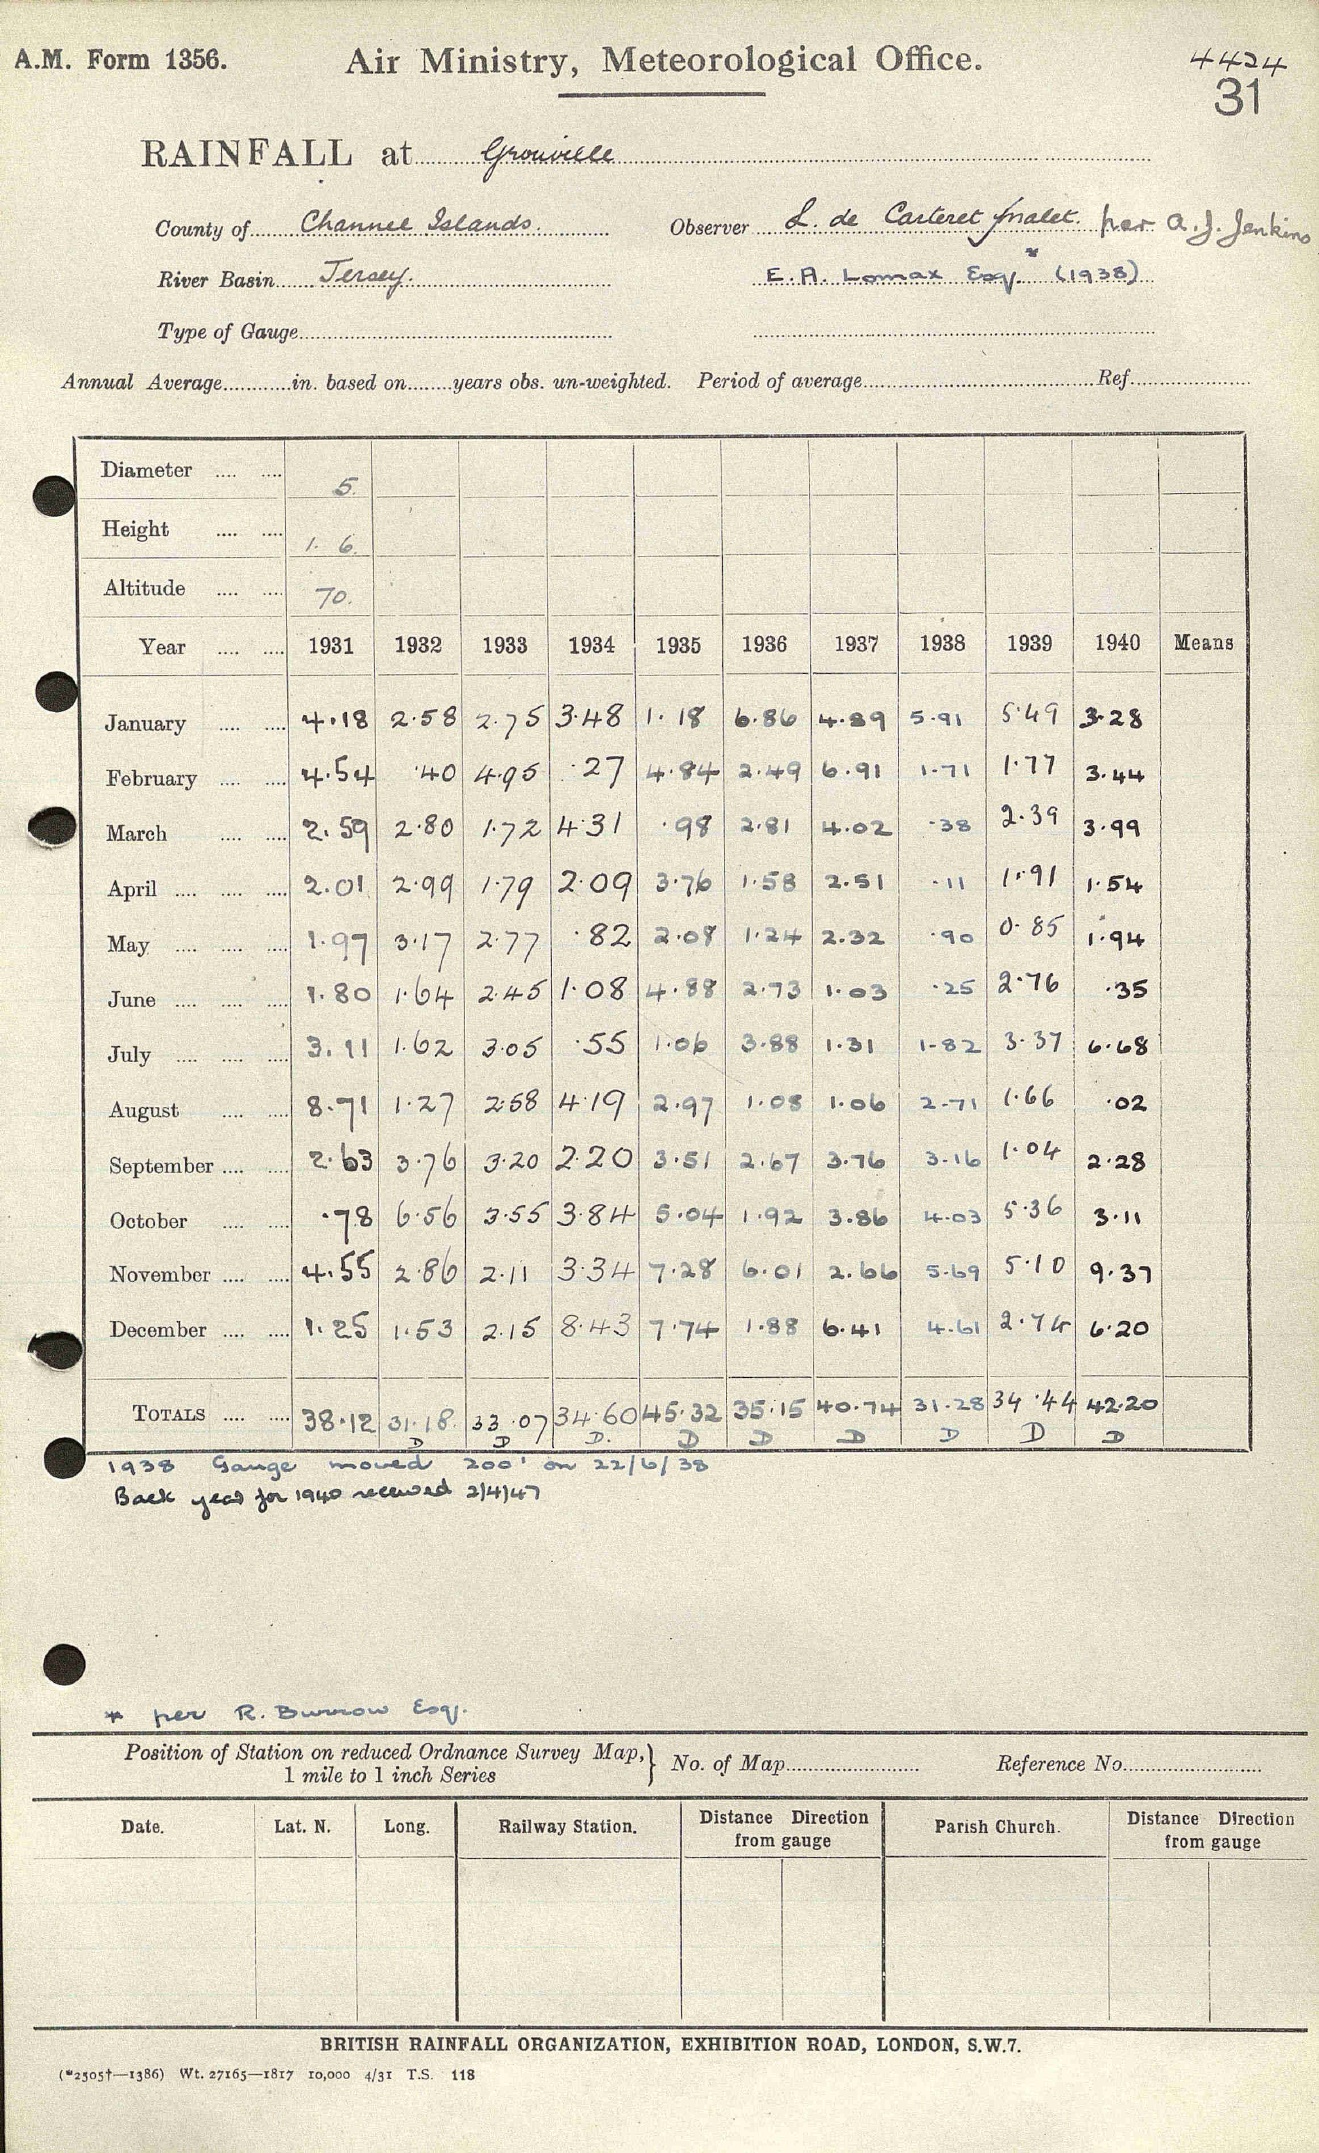 A.M. Form 1356. Air Ministry, Meteorological Office. 4424
31
RAINFALL at Grouville
County of Channel Islands. Observer L. de Carteret Malet. per A. J. Jenkins
River Basin Jersey. E. A. Lomax Esq.* (1938)
Type of Gauge
Annual Average in. based on years obs. un-weighted. Period of average Ref.
Diameter 5.
Height 1. 6.
Altitude 70.
Year 1931 1932 1933 1934 1935 1936 1937 1938 1939 1940 Means
January 4.18 2.58 2.75 3.48 1.18 6.86 4.89 5.91 5.49 3.28
February 4.54 .40 4.95 .27 4.84 2.49 6.91 1.71 1.77 3.44
March 2.59 2.80 1.72 4.31 .98 2.81 4.02 .38 2.39 3.99
April 2.01 2.99 1.79 2.09 3.76 1.58 2.51 .11 1.91 1.54
May 1.97 3.17 2.77 .82 2.08 1.24 2.32 .90 0.85 1.94
June 1.80 1.64 2.45 1.08 4.88 2.73 1.03 .25 2.76 .35
July 3.11 1.62 3.05 .55 1.06 3.88 1.31 1.82 3.37 6.68
August 8.71 1.27 2.58 4.19 2.97 1.08 1.06 2.71 1.66 .02
September 2.63 3.76 3.20 2.20 3.51 2.67 3.76 3.16 1.04 2.28
October .78 6.56 3.55 3.84 5.04 1.92 3.86 4.03 5.36 3.11
November 4.55 2.86 2.11 3.34 7.28 6.01 2.66 5.69 5.10 9.37
December 1.25 1.53 2.15 8.43 7.74 1.88 6.41 4.61 2.74 6.20
TOTALS 38.12 31.18 33.07 34.60 45.32 35.15 40.74 31.28 34.44 42.20
D D D. D D D D D D
1938 Gauge moved 200' on 22/6/38
Back year for 1940 received 2/4/47
* per R. Burrow Esq.
Position of Station on reduced Ordnance Survey Map, } No. of Map Reference No.
1 mile to 1 inch Series
Date. Lat. N. Long. Railway Station. Distance Direction Parish Church. Distance Direction
from gauge from gauge
BRITISH RAINFALL ORGANIZATION, EXHIBITION ROAD, LONDON, S.W.7.
(*2505†—1386) Wt. 27165—1817 10,000 4/31 T.S. 118